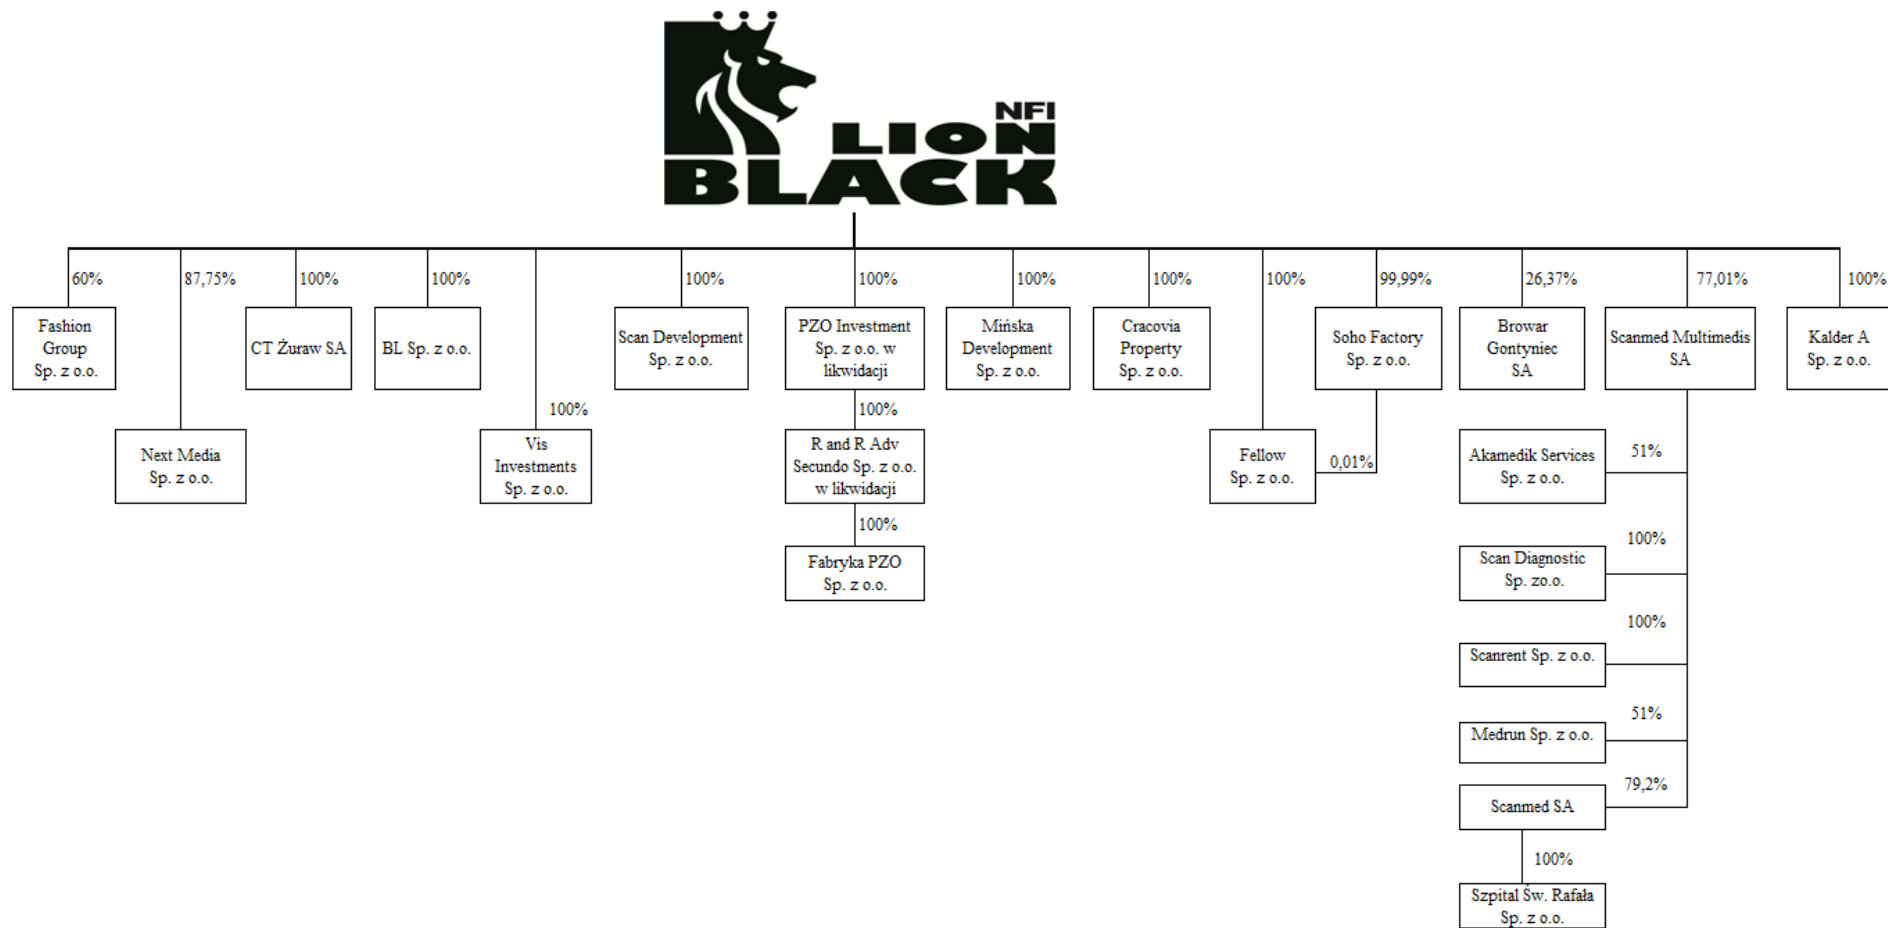 NFI
LION
BLACK
60%
87,75%
100%
100%
100%
100%
100%
100%
100%
99,99%
26,37%
77,01%
100%
Fashion
Group
Sp. z o.o.
CT Żuraw SA
BL Sp. z o.o.
Scan Development
Sp. z o.o.
PZO Investment
Sp. z o.o. w
likwidacji
Mińska
Development
Sp. z o.o.
Cracovia
Property
Sp. z o.o.
Soho Factory
Sp. z o.o.
Browar
Gontyniec
SA
Scanmed Multimedis
SA
Kalder A
Sp. z o.o.
100%
100%
Next Media
Sp. z o.o.
Vis
Investments
Sp. z o.o.
R and R Adv
Secundo Sp. z o.o.
w likwidacji
Fellow
Sp. z o.o.
0,01%
Akamedik Services
Sp. z o.o.
51%
100%
Fabryka PZO
Sp. z o.o.
Scan Diagnostic
Sp. zo.o.
100%
100%
Scanrent Sp. z o.o.
51%
Medrun Sp. z o.o.
79,2%
Scanmed SA
100%
Szpital Św. Rafała
Sp. z o.o.